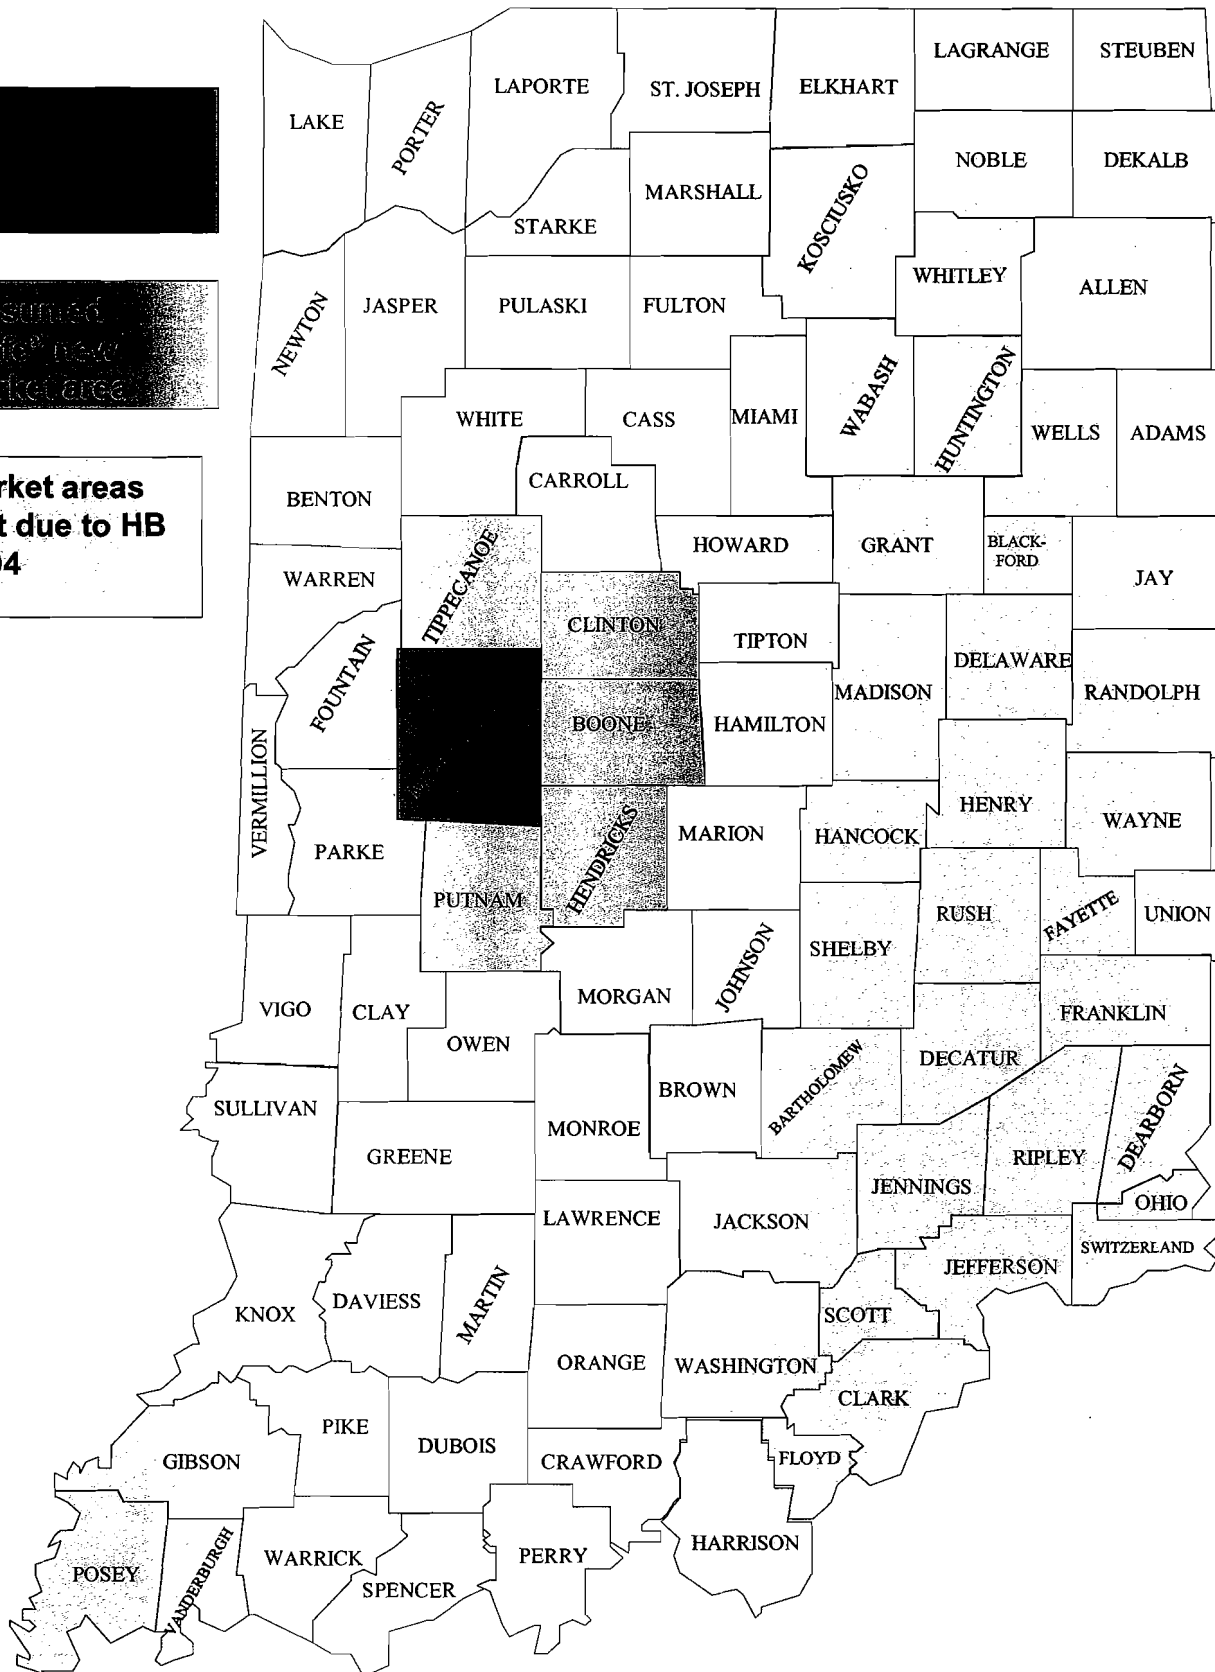 LAGRANGE STEUBEN
LAPORTE ST. JOSEPH ELKHART
LAKE PORTER
NOBLE DEKALB
MARSHALL KOSCIUSKO
STARKE
WHITLEY ALLEN
NEWTON JASPER PULASKI FULTON
sumed
new
ket area
WHITE CASS MIAMI WABASH HUNTINGTON WELLS ADAMS
rket areas
t due to HB
04
BENTON CARROLL
HOWARD GRANT BLACK-
FORD
WARREN TIPPECANOE JAY
CLINTON TIPTON
FOUNTAIN DELAWARE
BOONE HAMILTON MADISON RANDOLPH
VERMILLION HENRY WAYNE
PARKE HENDRICKS MARION HANCOCK
PUTNAM RUSH FAYETTE UNION
JOHNSON SHELBY
VIGO CLAY MORGAN FRANKLIN
OWEN DECATUR
SULLIVAN BROWN BARTHOLOMEW DEARBORN
GREENE MONROE RIPLEY
JENNINGS OHIO
LAWRENCE JACKSON
SWITZERLAND
JEFFERSON
KNOX DAVIESS MARTIN SCOTT
ORANGE WASHINGTON
CLARK
PIKE DUBOIS
GIBSON CRAWFORD FLOYD
HARRISON
POSEY VANDERBURGH WARRICK PERRY
SPENCER